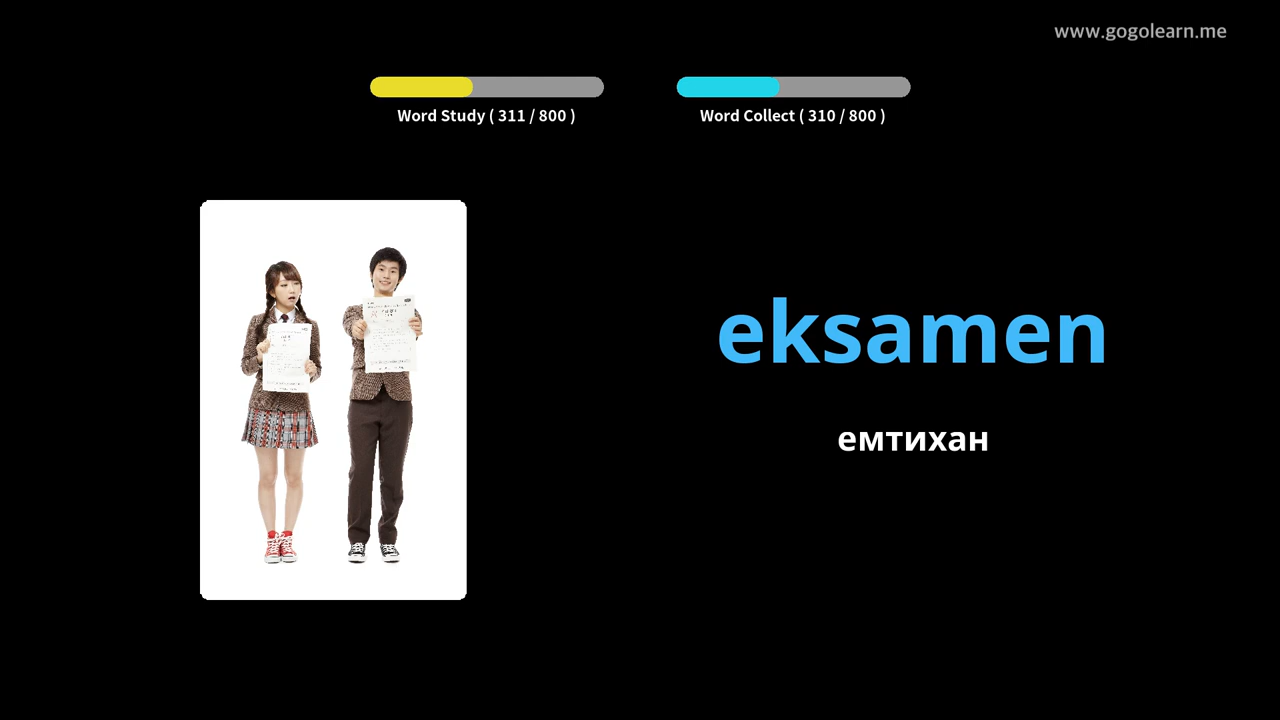 www.gogolearn.me
Word Study ( 311 / 800 )
Word Collect ( 310 / 800 )
eksamen
емтихан